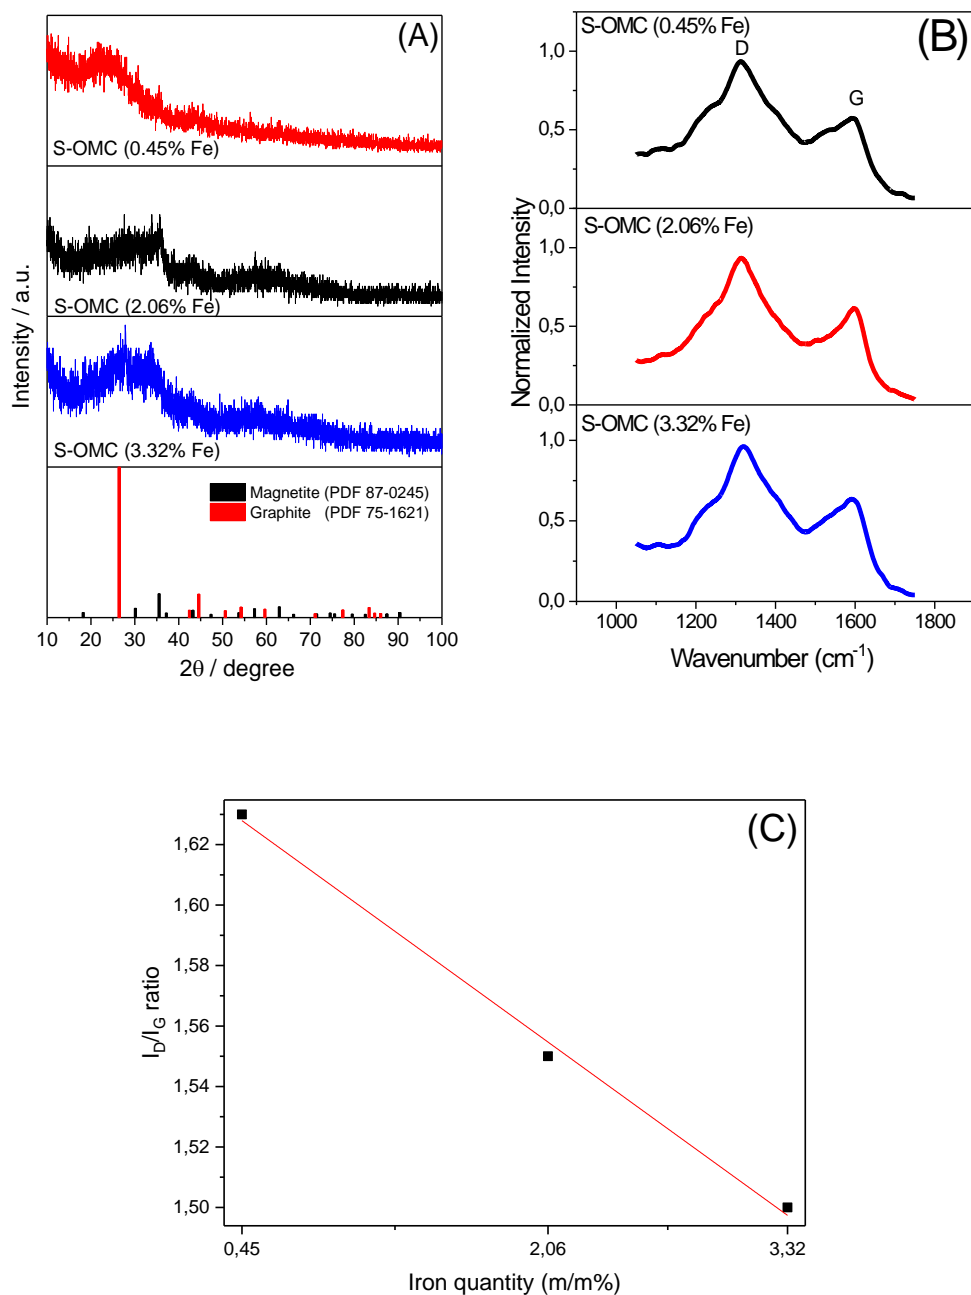 (A)
S-OMC (0.45% Fe)
S-OMC (2.06% Fe)
S-OMC (3.32% Fe)
Magnetite (PDF 87-0245)
Graphite (PDF 75-1621)
Intensity / a.u.
10 20 30 40 50 60 70 80 90 100
2θ / degree
(B)
S-OMC (0.45% Fe)
D
G
1,0
0,5
0,0
S-OMC (2.06% Fe)
1,0
0,5
0,0
S-OMC (3.32% Fe)
1,0
0,5
0,0
Normalized Intensity
1000 1200 1400 1600 1800
Wavenumber (cm⁻¹)
(C)
1,62
1,60
1,58
1,56
1,54
1,52
1,50
I_D/I_G ratio
0,45 2,06 3,32
Iron quantity (m/m%)